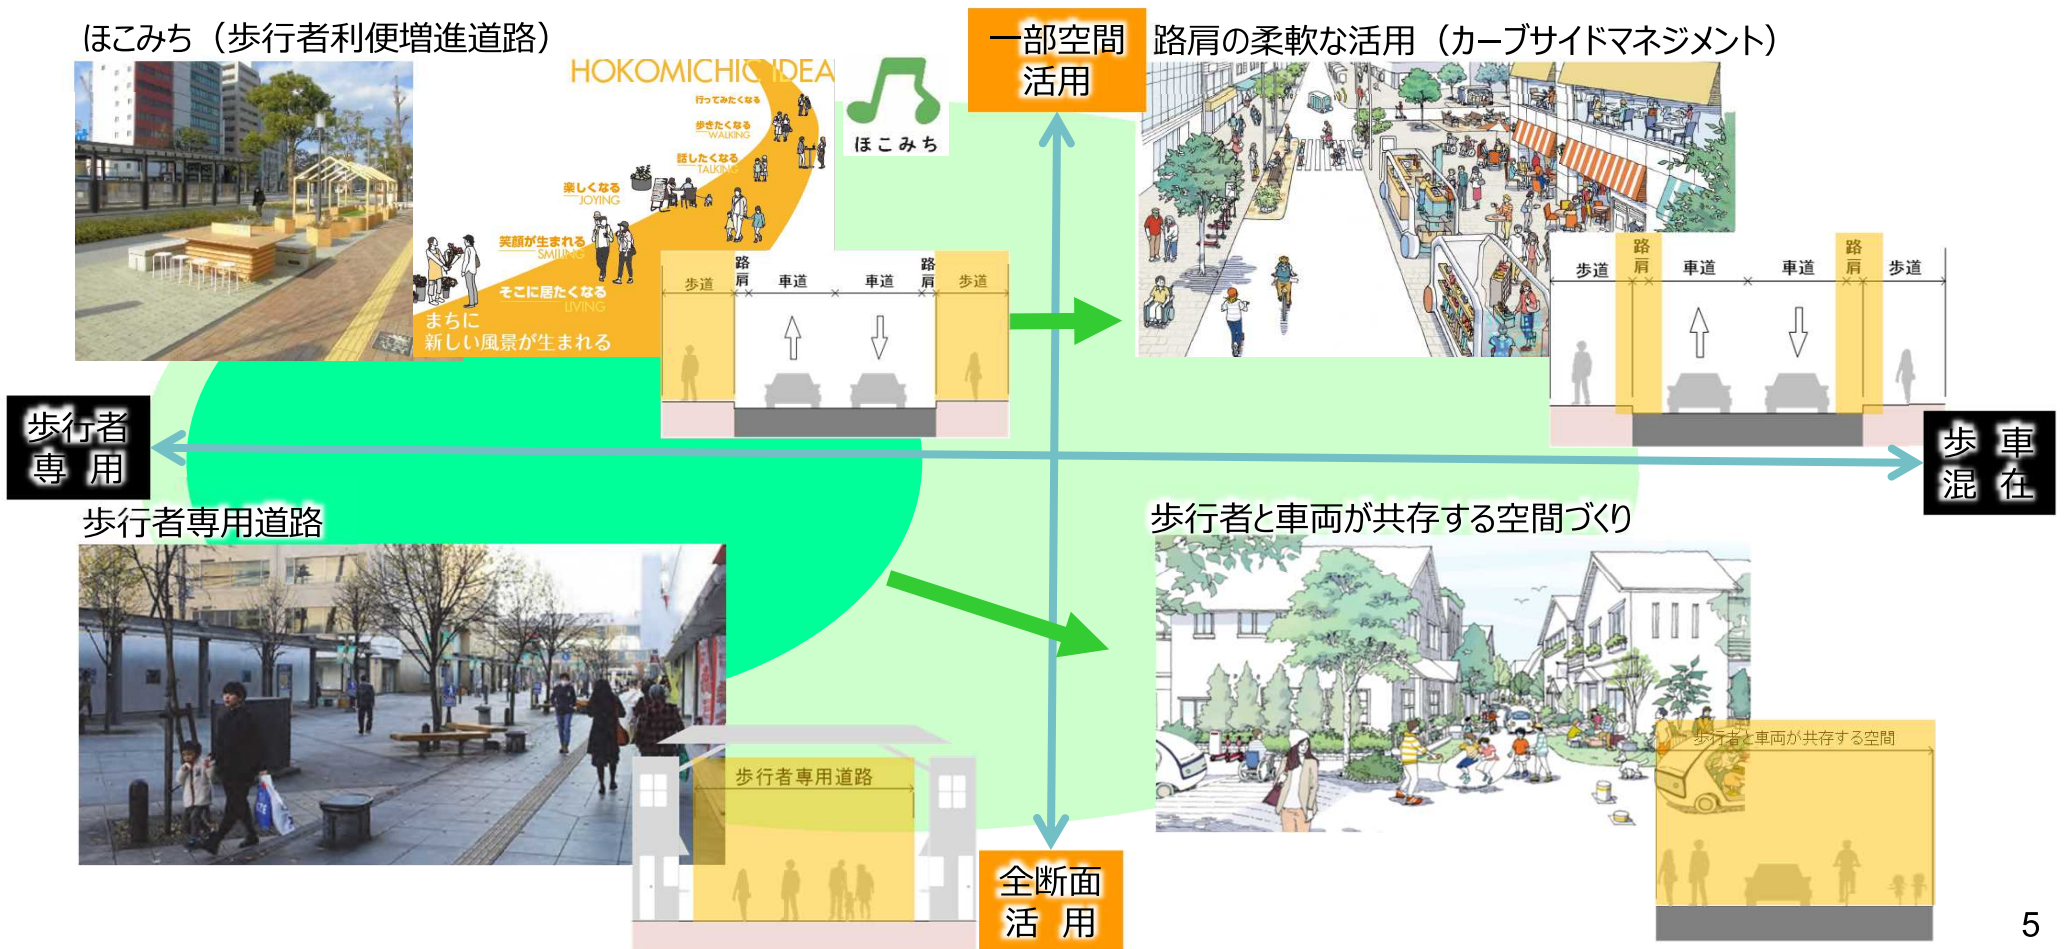 ほこみち（歩行者利便増進道路）
HOKOMICHI IDEA
行ってみたくなる
歩きたくなる
WALKING
話したくなる
TALKING
楽しくなる
JOYING
笑顔が生まれる
SMILING
そこに居たくなる
LIVING
まちに
新しい風景が生まれる
ほこみち
歩道
路肩
車道
車道
路肩
歩道
一部空間
活用
路肩の柔軟な活用（カーブサイドマネジメント）
歩道
路肩
車道
車道
路肩
歩道
歩行者
専 用
歩 車
混 在
歩行者専用道路
歩行者専用道路
歩行者と車両が共存する空間づくり
歩行者と車両が共存する空間
全断面
活 用
5